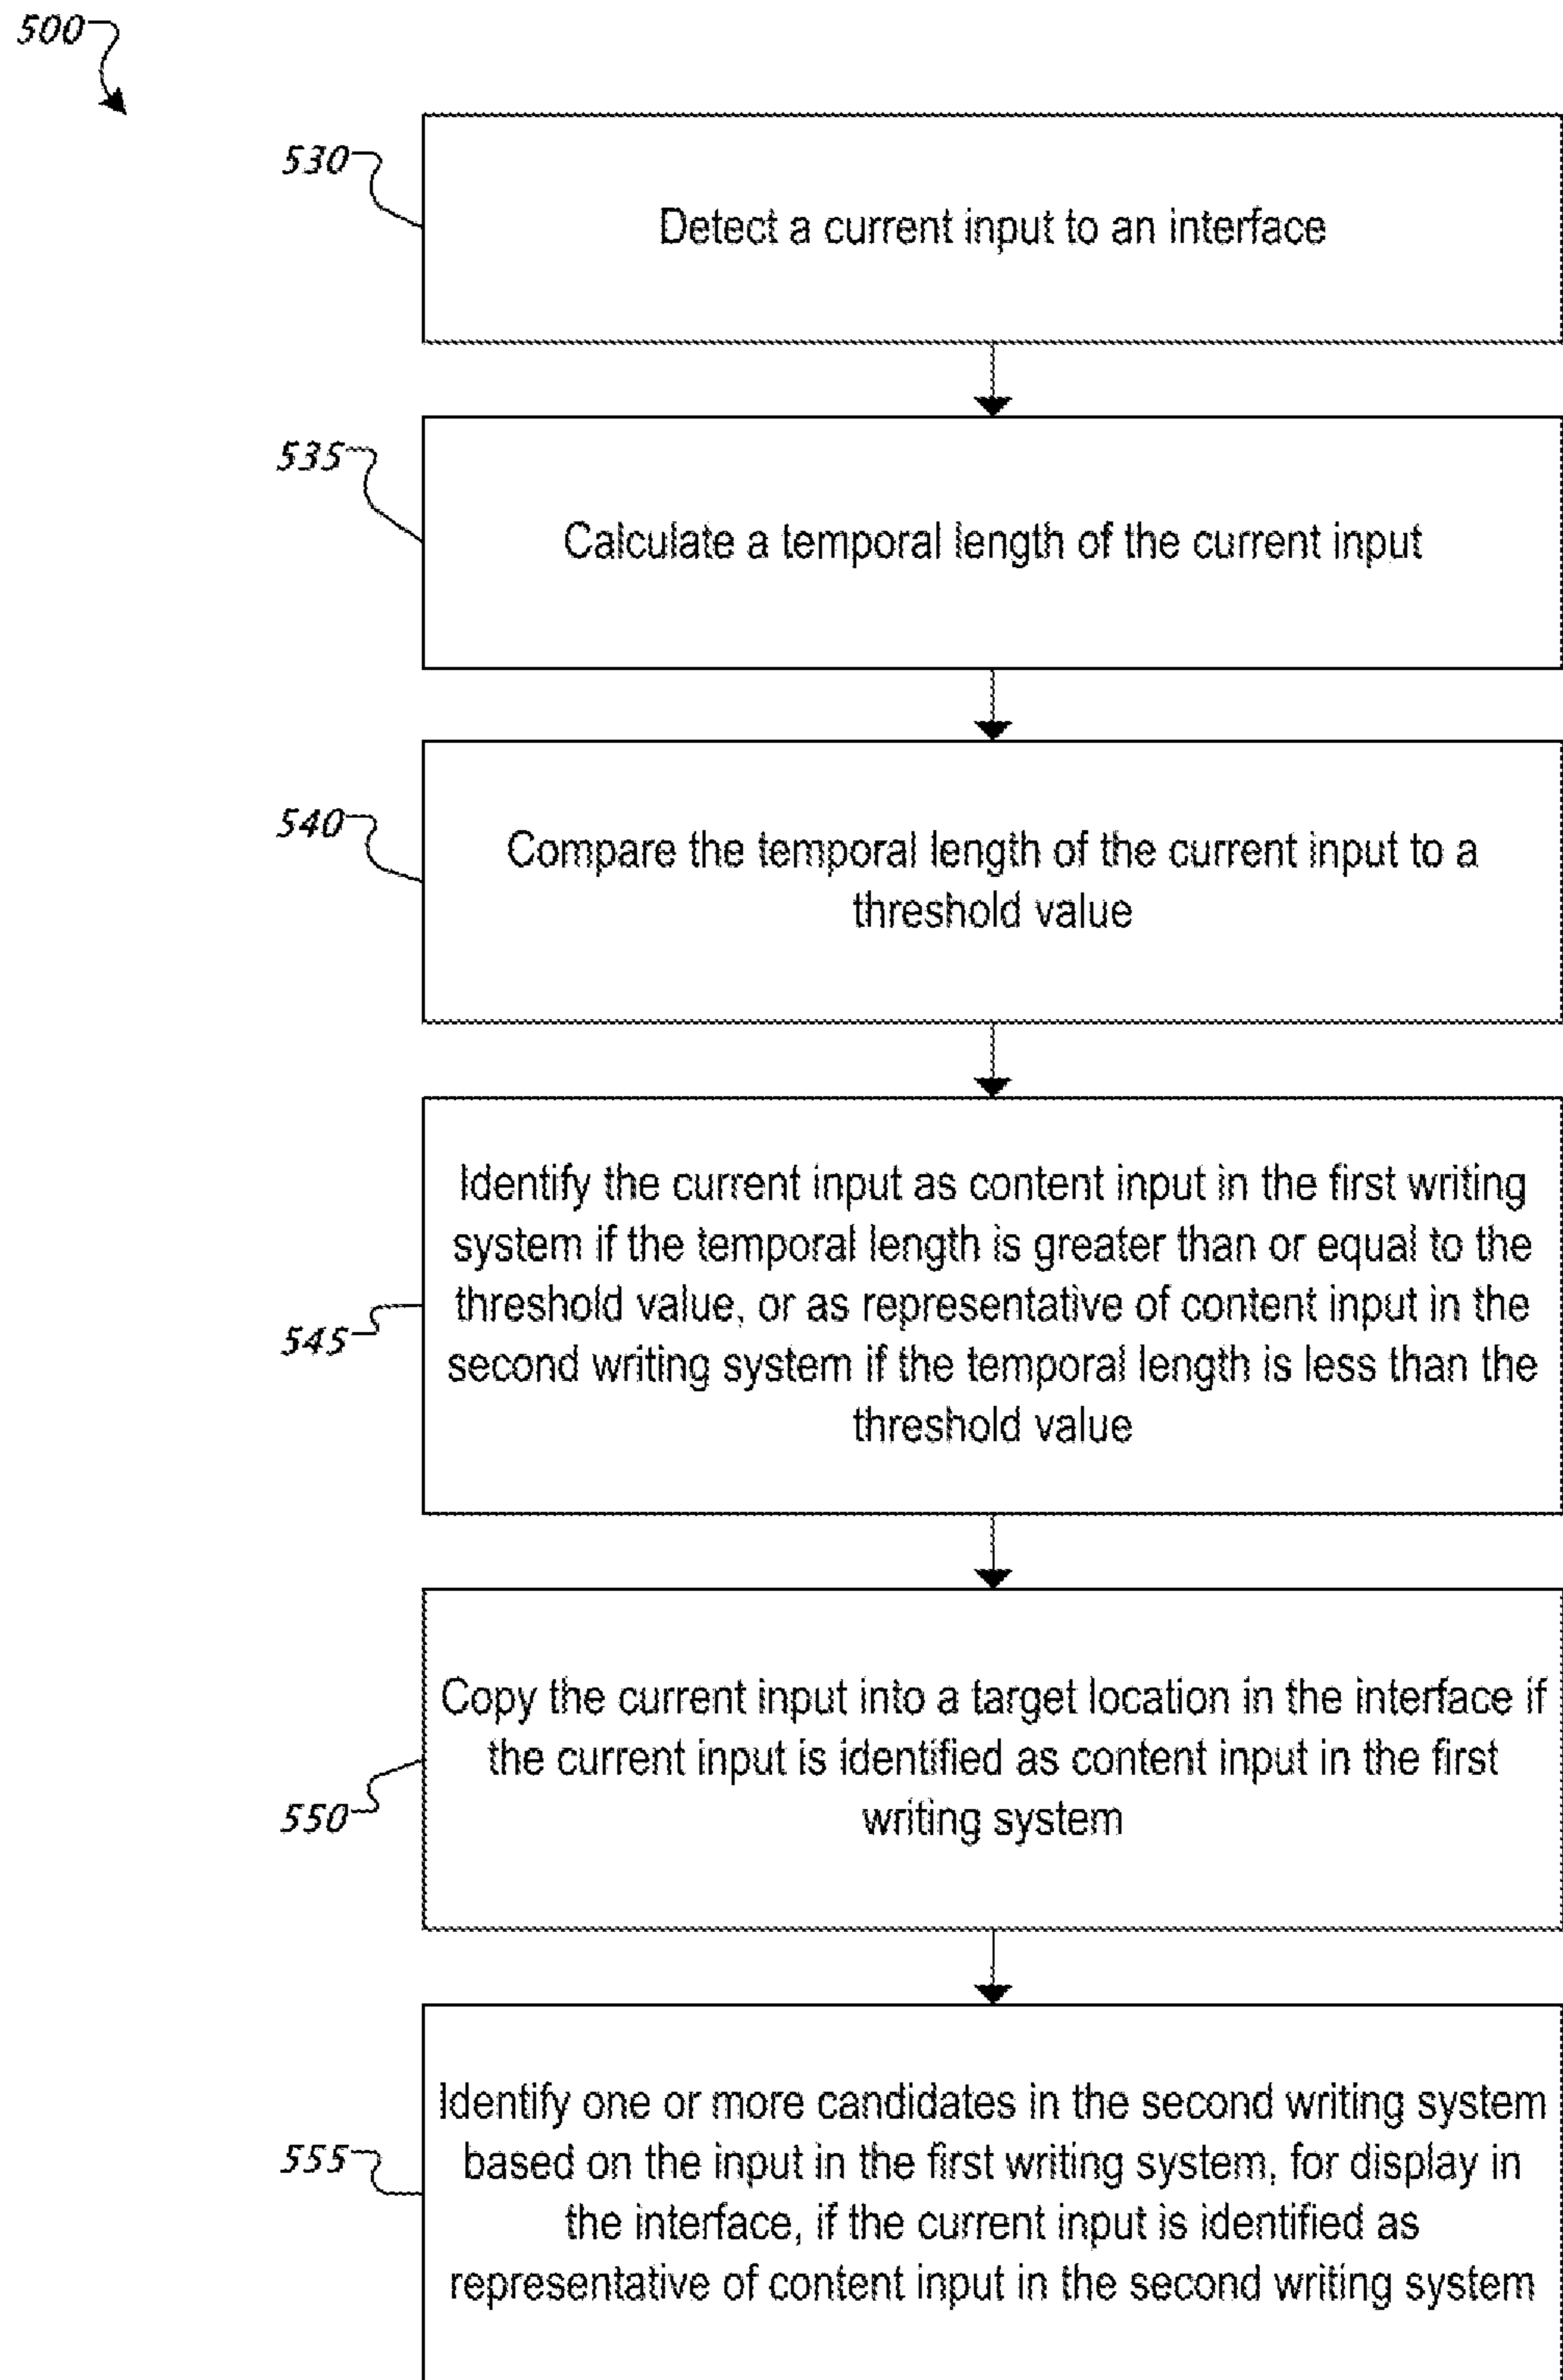 500
530
Detect a current input to an interface
535
Calculate a temporal length of the current input
540
Compare the temporal length of the current input to a
threshold value
545
Identify the current input as content input in the first writing
system if the temporal length is greater than or equal to the
threshold value, or as representative of content input in the
second writing system if the temporal length is less than the
threshold value
550
Copy the current input into a target location in the interface if
the current input is identified as content input in the first
writing system
555
Identify one or more candidates in the second writing system
based on the input in the first writing system, for display in
the interface, if the current input is identified as
representative of content input in the second writing system